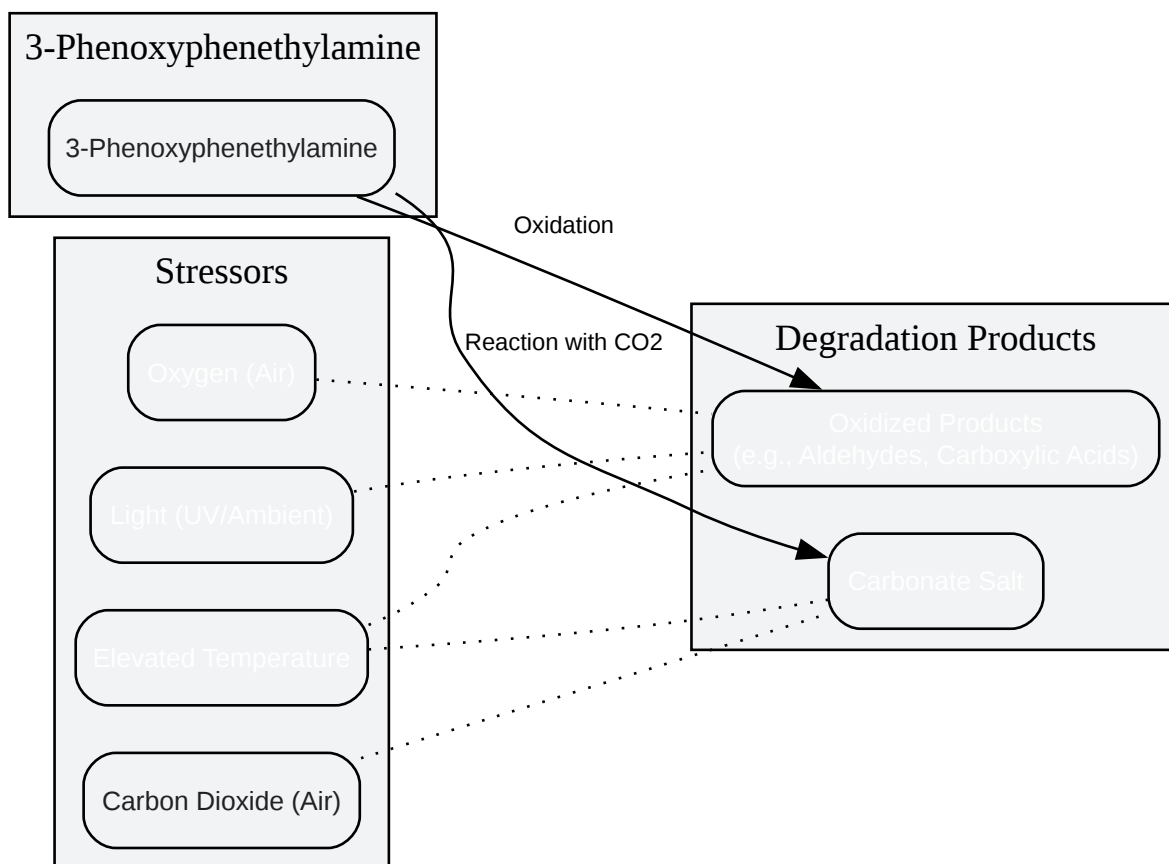 3-Phenoxyphenethylamine
3-Phenoxyphenethylamine
Oxidation
Stressors
Reaction with CO2
Degradation Products
Oxygen (Air)
Oxidized Products
(e.g., Aldehydes, Carboxylic Acids)
Light (UV/Ambient)
Carbonate Salt
Elevated Temperature
Carbon Dioxide (Air)